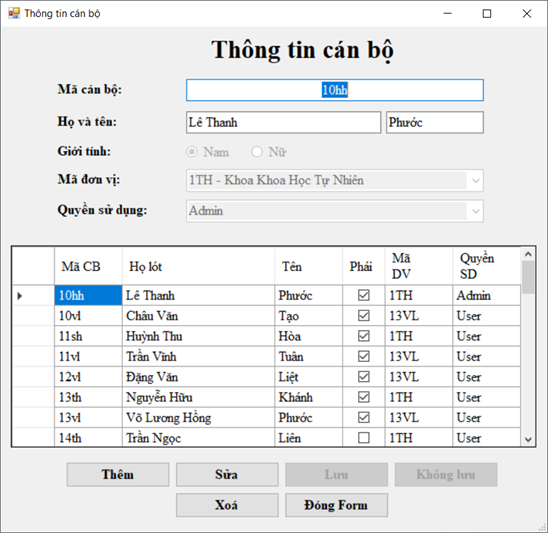 Thông tin cán bộ
Thông tin cán bộ
Mã cán bộ: 10hh
Họ và tên: Lê Thanh Phước
Giới tính: Nam Nữ
Mã đơn vị: 1TH - Khoa Khoa Học Tự Nhiên
Quyền sử dụng: Admin
Mã CB Họ lót Tên Phái Mã DV Quyền SD
10hh Lê Thanh Phước 1TH Admin
10vl Châu Văn Tạo 13VL User
11sh Huỳnh Thu Hòa 1TH User
11vl Trần Vĩnh Tuân 13VL User
12vl Đặng Văn Liệt 13VL User
13th Nguyễn Hữu Khánh 1TH User
13vl Võ Lương Hồng Phước 13VL User
14th Trần Ngọc Liên 1TH User
Thêm Sửa Lưu Không lưu
Xoá Đóng Form